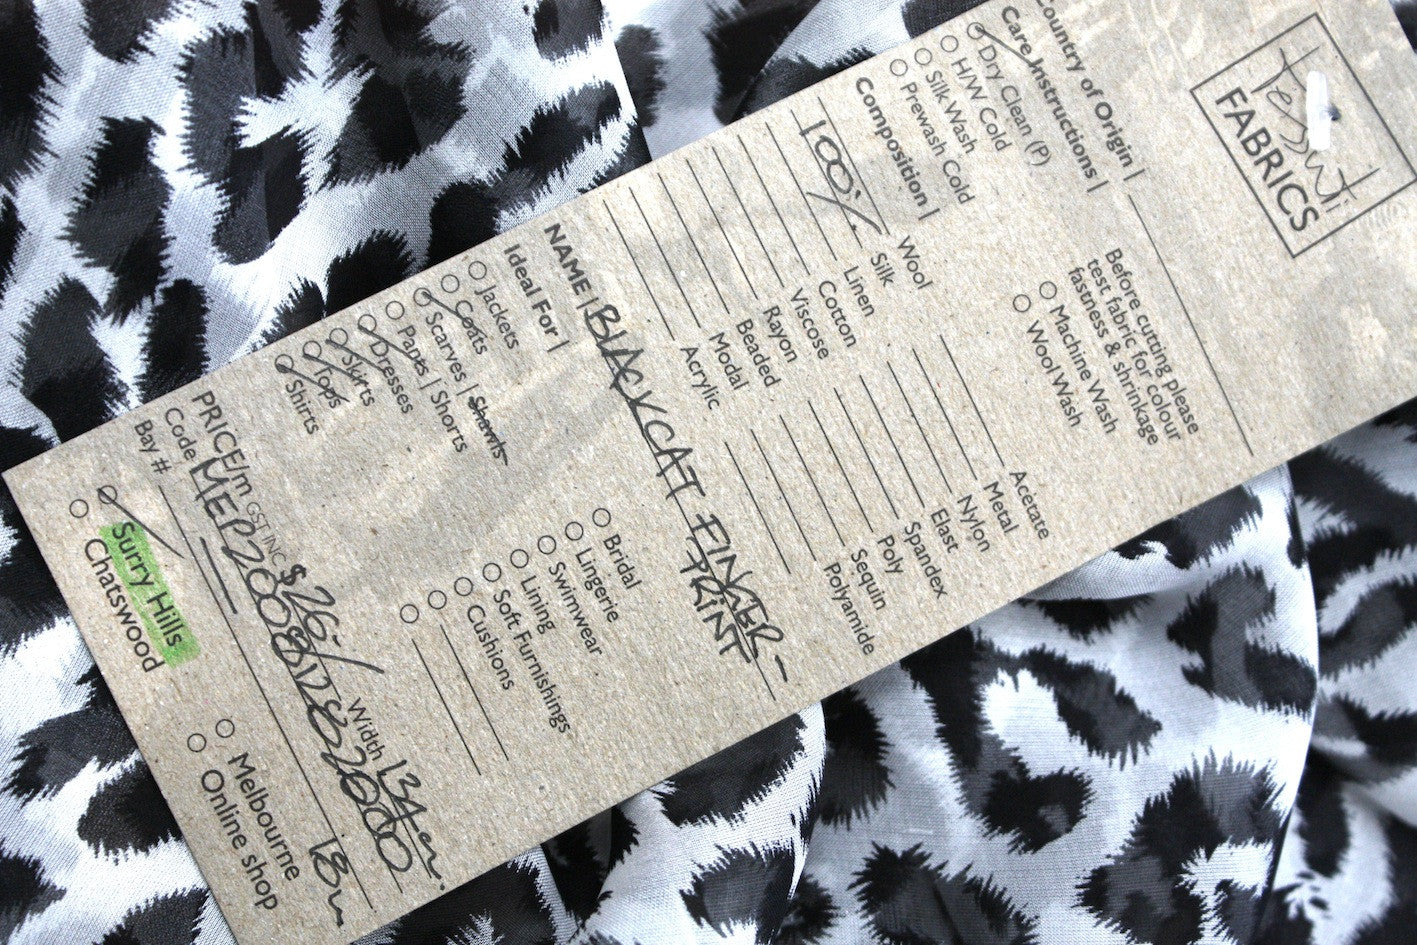 Tessuti
FABRICS
Country of Origin |
Care Instructions |
Dry Clean (P)
H/W Cold
Silk Wash
Prewash Cold
Before cutting please
test fabric for colour
fastness & shrinkage
Machine Wash
Wool Wash
Composition |
Wool
100% Silk
Linen
Cotton
Viscose
Rayon
Beaded
Modal
Acrylic
Acetate
Metal
Nylon
Elast
Spandex
Poly
Sequin
Polyamide
NAME | BLACKCAT FINGER-
PRINT
Ideal For |
Jackets
Coats
Scarves | Shawls
Pants | Shorts
Dresses
Skirts
Tops
Shirts
Bridal
Lingerie
Swimwear
Lining
Soft Furnishings
Cushions
PRICE/m GST INC $26/ Width 134cm
Code
Bay #
Surry Hills
Chatswood
Melbourne
Online shop